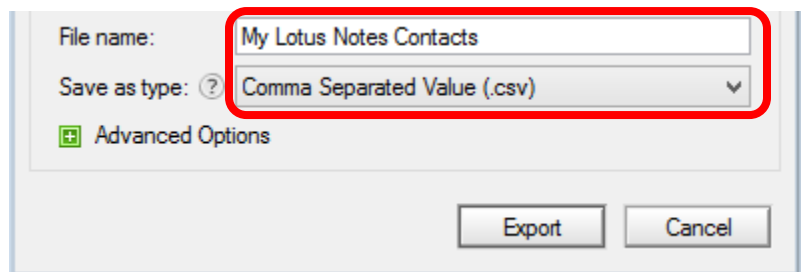 File name: My Lotus Notes Contacts
Save as type: ? Comma Separated Value (.csv)
Advanced Options
Export Cancel